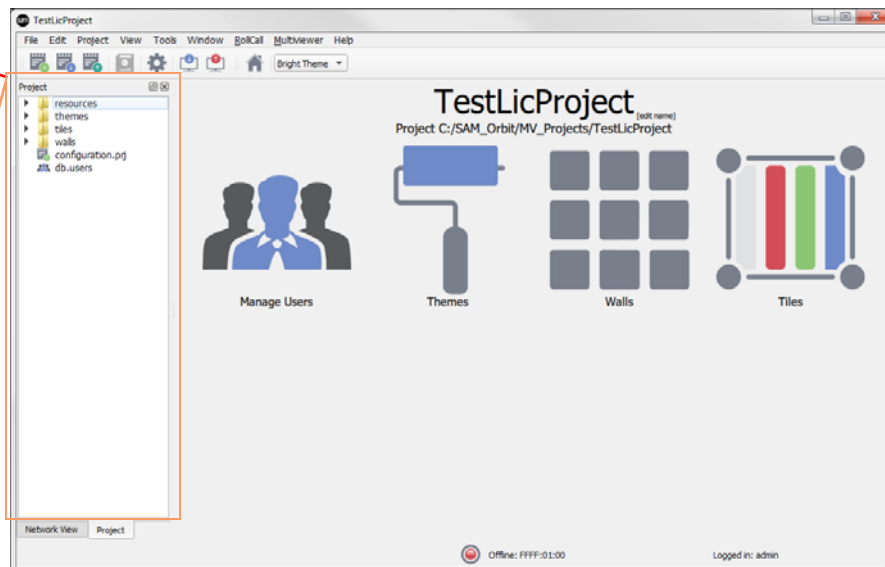 SAM TestLicProject
File Edit Project View Tools Window RollCall Multiviewer Help
Bright Theme
Project
resources
themes
tiles
walls
configuration.prj
db.users
TestLicProject [edit name]
Project C:/SAM_Orbit/MV_Projects/TestLicProject
Manage Users Themes Walls Tiles
Network View Project
Offline: FFFF:01:00 Logged in: admin